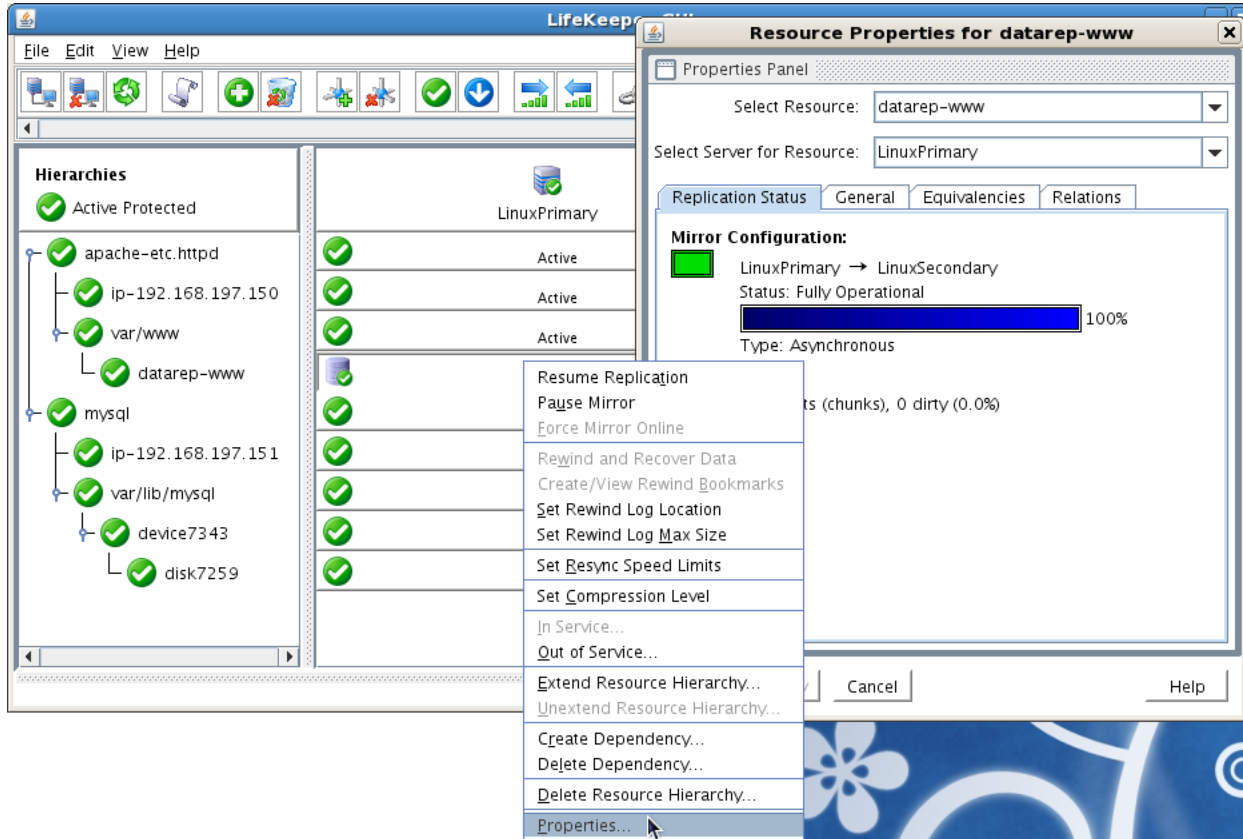 LifeKeeper GUI
File Edit View Help
Hierarchies
Active Protected
LinuxPrimary
apache-etc.httpd
Active
ip-192.168.197.150
Active
var/www
Active
datarep-www
mysql
ip-192.168.197.151
var/lib/mysql
device7343
disk7259
Resource Properties for datarep-www
Properties Panel
Select Resource: datarep-www
Select Server for Resource: LinuxPrimary
Replication Status General Equivalencies Relations
Mirror Configuration:
LinuxPrimary → LinuxSecondary
Status: Fully Operational
100%
Type: Asynchronous
(chunks), 0 dirty (0.0%)
Cancel Help
Resume Replication
Pause Mirror
Force Mirror Online
Rewind and Recover Data
Create/View Rewind Bookmarks
Set Rewind Log Location
Set Rewind Log Max Size
Set Resync Speed Limits
Set Compression Level
In Service...
Out of Service...
Extend Resource Hierarchy...
Unextend Resource Hierarchy...
Create Dependency...
Delete Dependency...
Delete Resource Hierarchy...
Properties...